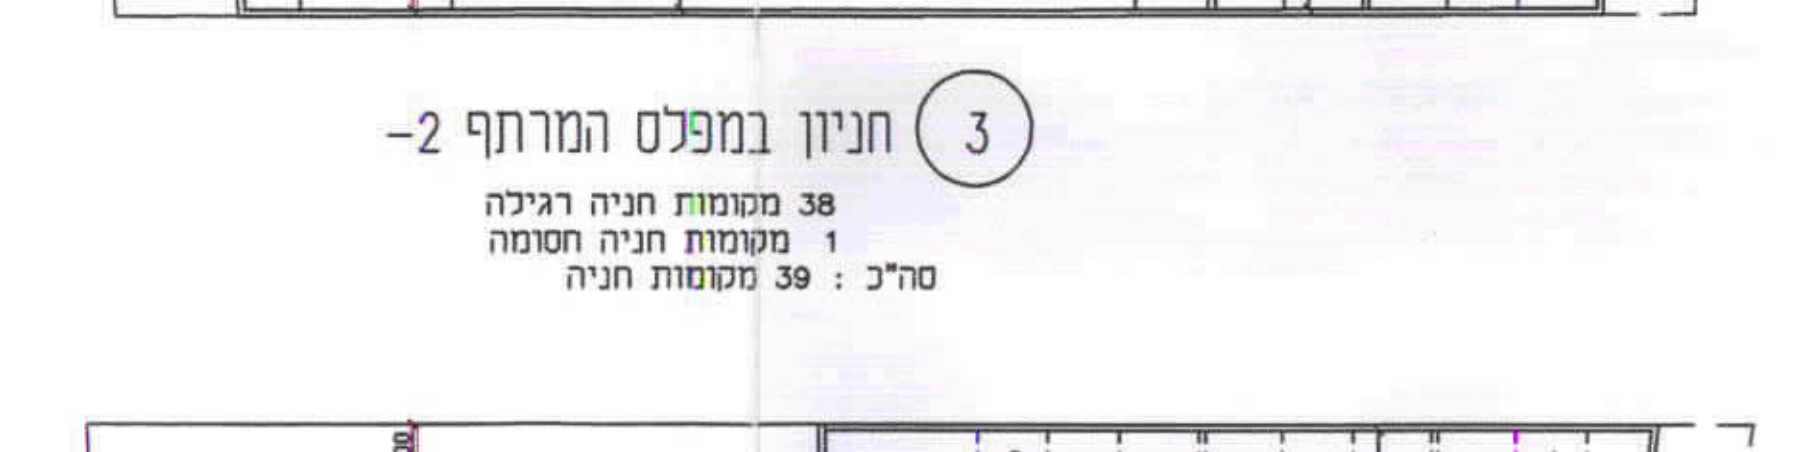 3 חניון במפלס המרתף 2-
38 מקומות חניה רגילה
1 מקומות חניה חסומה
סה"כ : 39 מקומות חניה